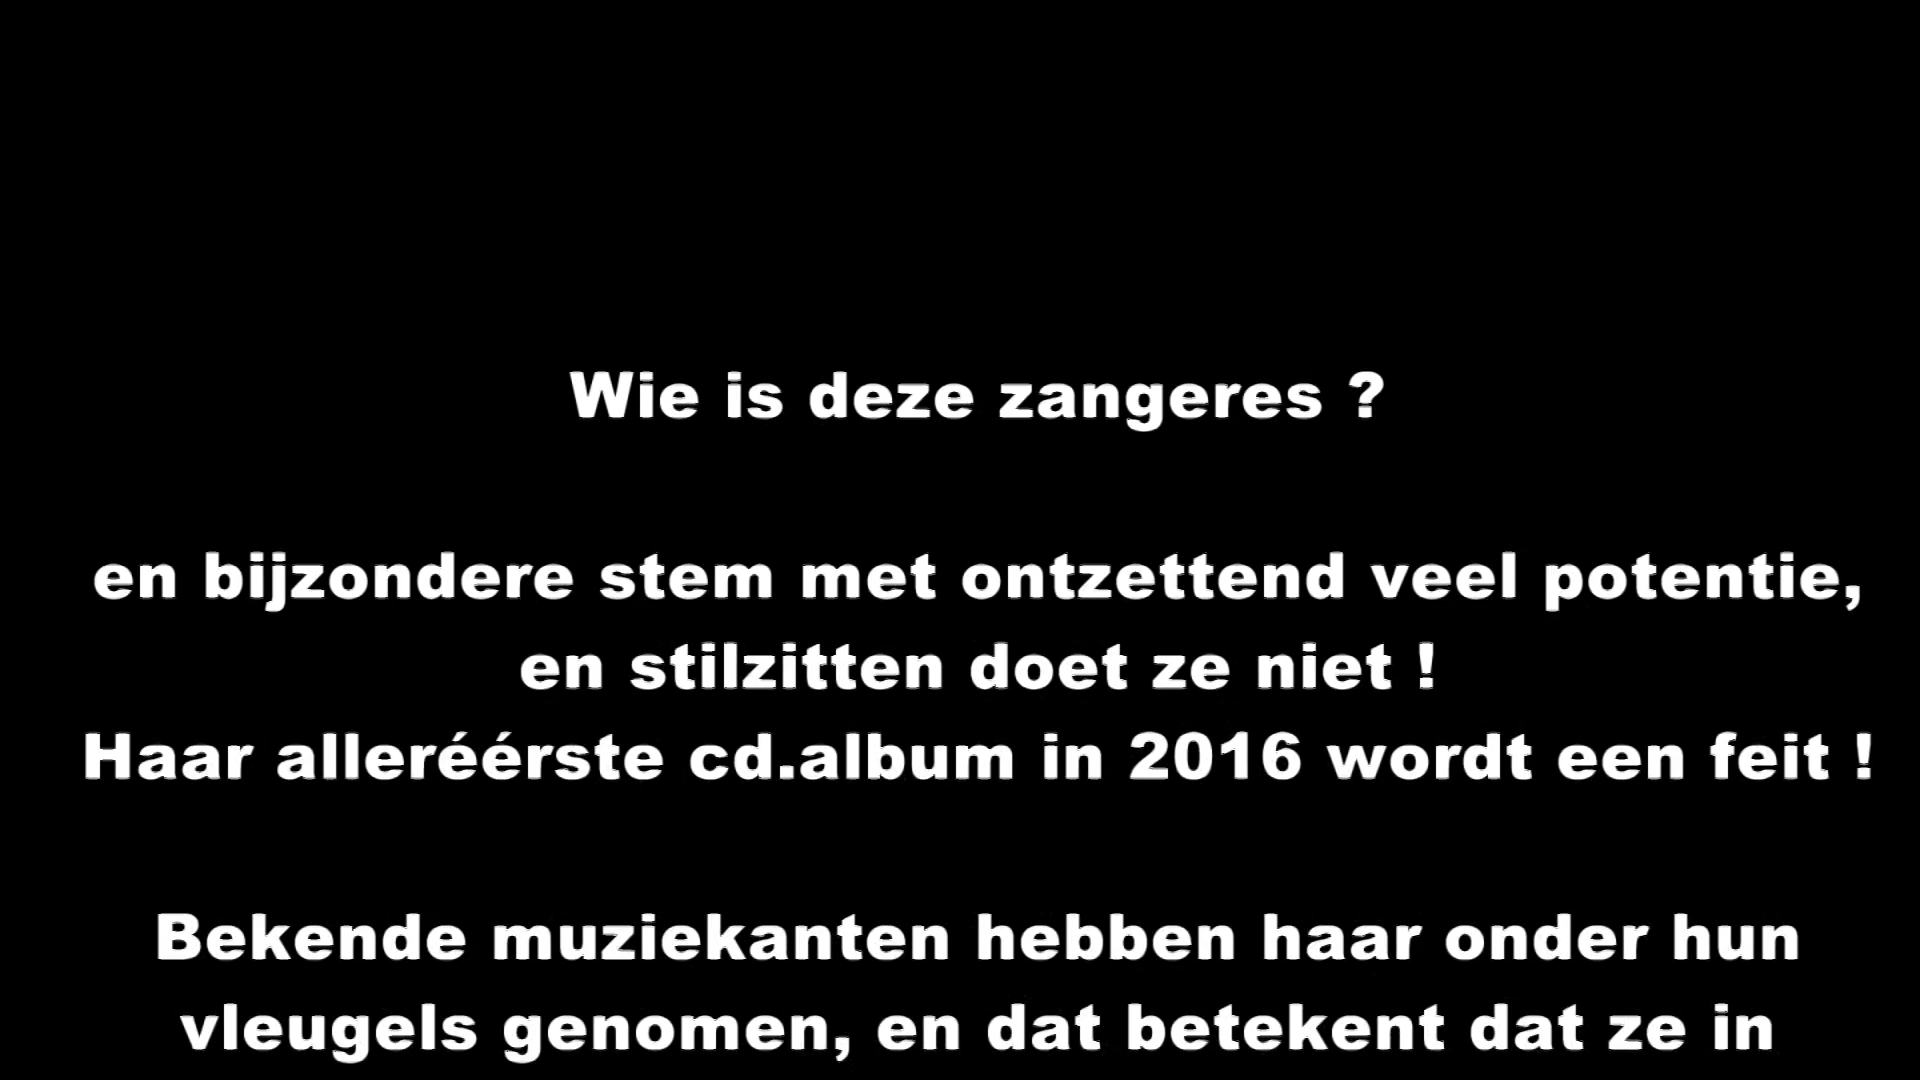 Wie is deze zangeres ?
en bijzondere stem met ontzettend veel potentie,
en stilzitten doet ze niet !
Haar alleréérste cd.album in 2016 wordt een feit !
Bekende muziekanten hebben haar onder hun
vleugels genomen, en dat betekent dat ze in